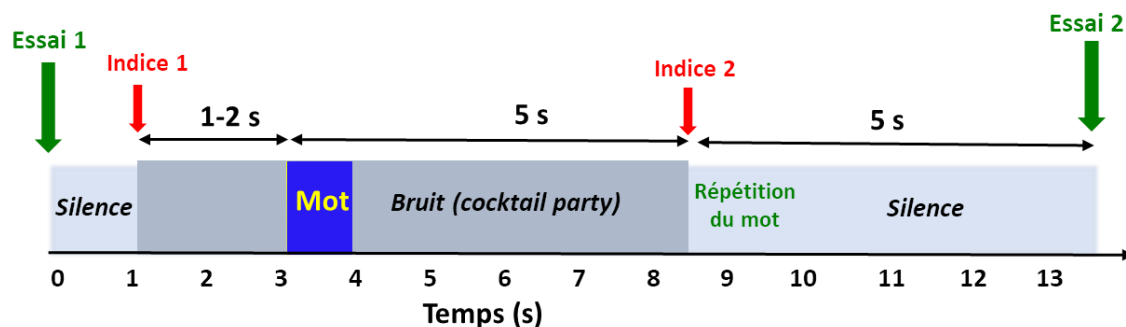 Essai 1
Essai 2
Indice 1
Indice 2
1-2 s
5 s
5 s
Silence
Mot
Bruit (cocktail party)
Répétition
du mot
Silence
0 1 2 3 4 5 6 7 8 9 10 11 12 13
Temps (s)